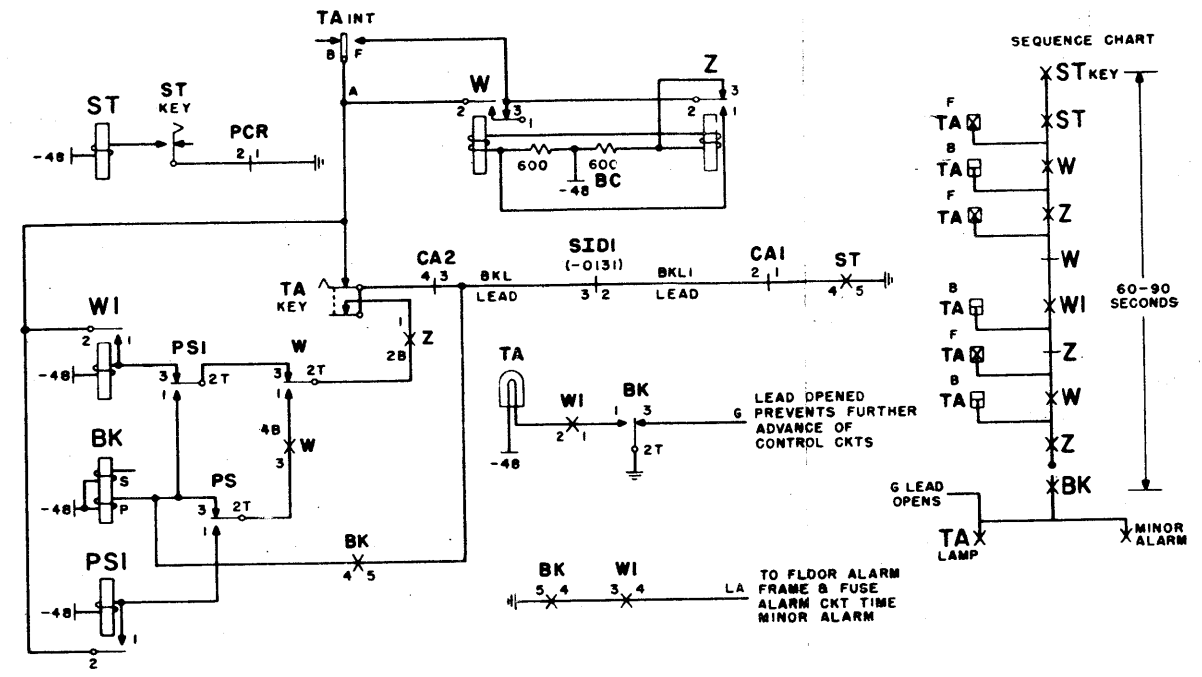 TA INT
B F
A
ST
-48
ST
KEY
PCR
2 1
W
2
3
1
Z
2
3
1
600
600
-48 BC
CA2
4 3
BKL
LEAD
SID1
(-0131)
3 2
BKL1
LEAD
CA1
2 1
ST
4 5
TA
KEY
1
Z
2B
W1
2
1
-48
PS1
3
2T
1
W
3
2T
1
4B
W
3
BK
S
-48
P
PS
3
2T
1
BK
4 5
PS1
-48
1
2
TA
-48
W1
2 1
BK
1 3
2T
G
LEAD OPENED
PREVENTS FURTHER
ADVANCE OF
CONTROL CKTS
BK
5 4
W1
3 4
LA
TO FLOOR ALARM
FRAME & FUSE
ALARM CKT TIME
MINOR ALARM
SEQUENCE CHART
ST KEY
F
TA
ST
B
TA
W
F
TA
Z
W
B
TA
W1
F
TA
Z
B
TA
W
Z
60-90
SECONDS
G LEAD
OPENS
BK
TA
LAMP
MINOR
ALARM